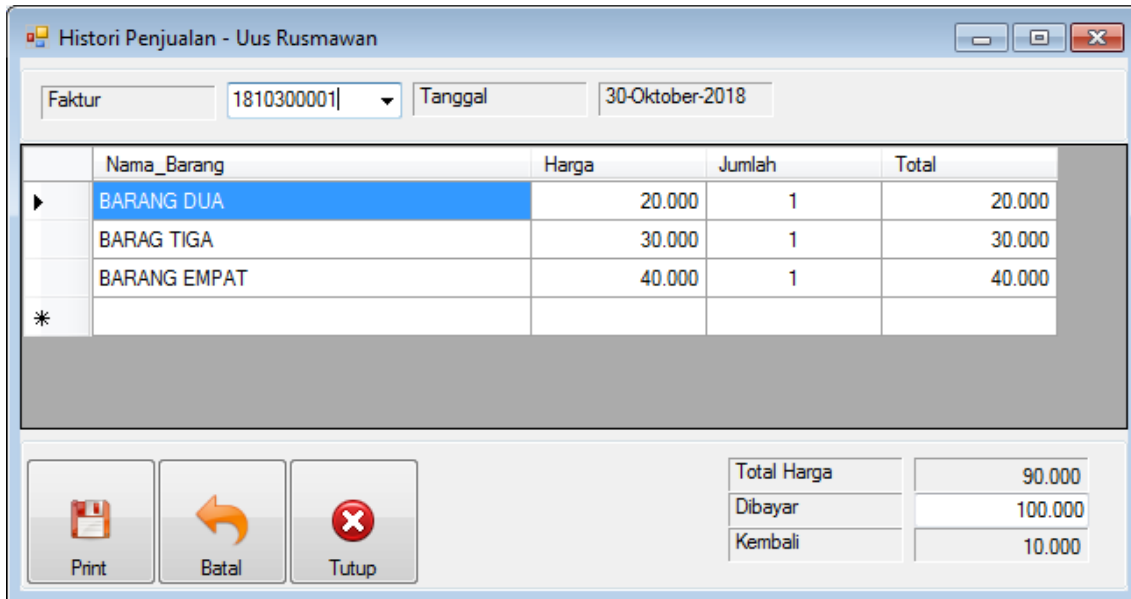 Histori Penjualan - Uus Rusmawan
Faktur 1810300001 Tanggal 30-Oktober-2018
Nama_Barang Harga Jumlah Total
BARANG DUA 20.000 1 20.000
BARAG TIGA 30.000 1 30.000
BARANG EMPAT 40.000 1 40.000
Total Harga 90.000
Dibayar 100.000
Kembali 10.000
Print Batal Tutup